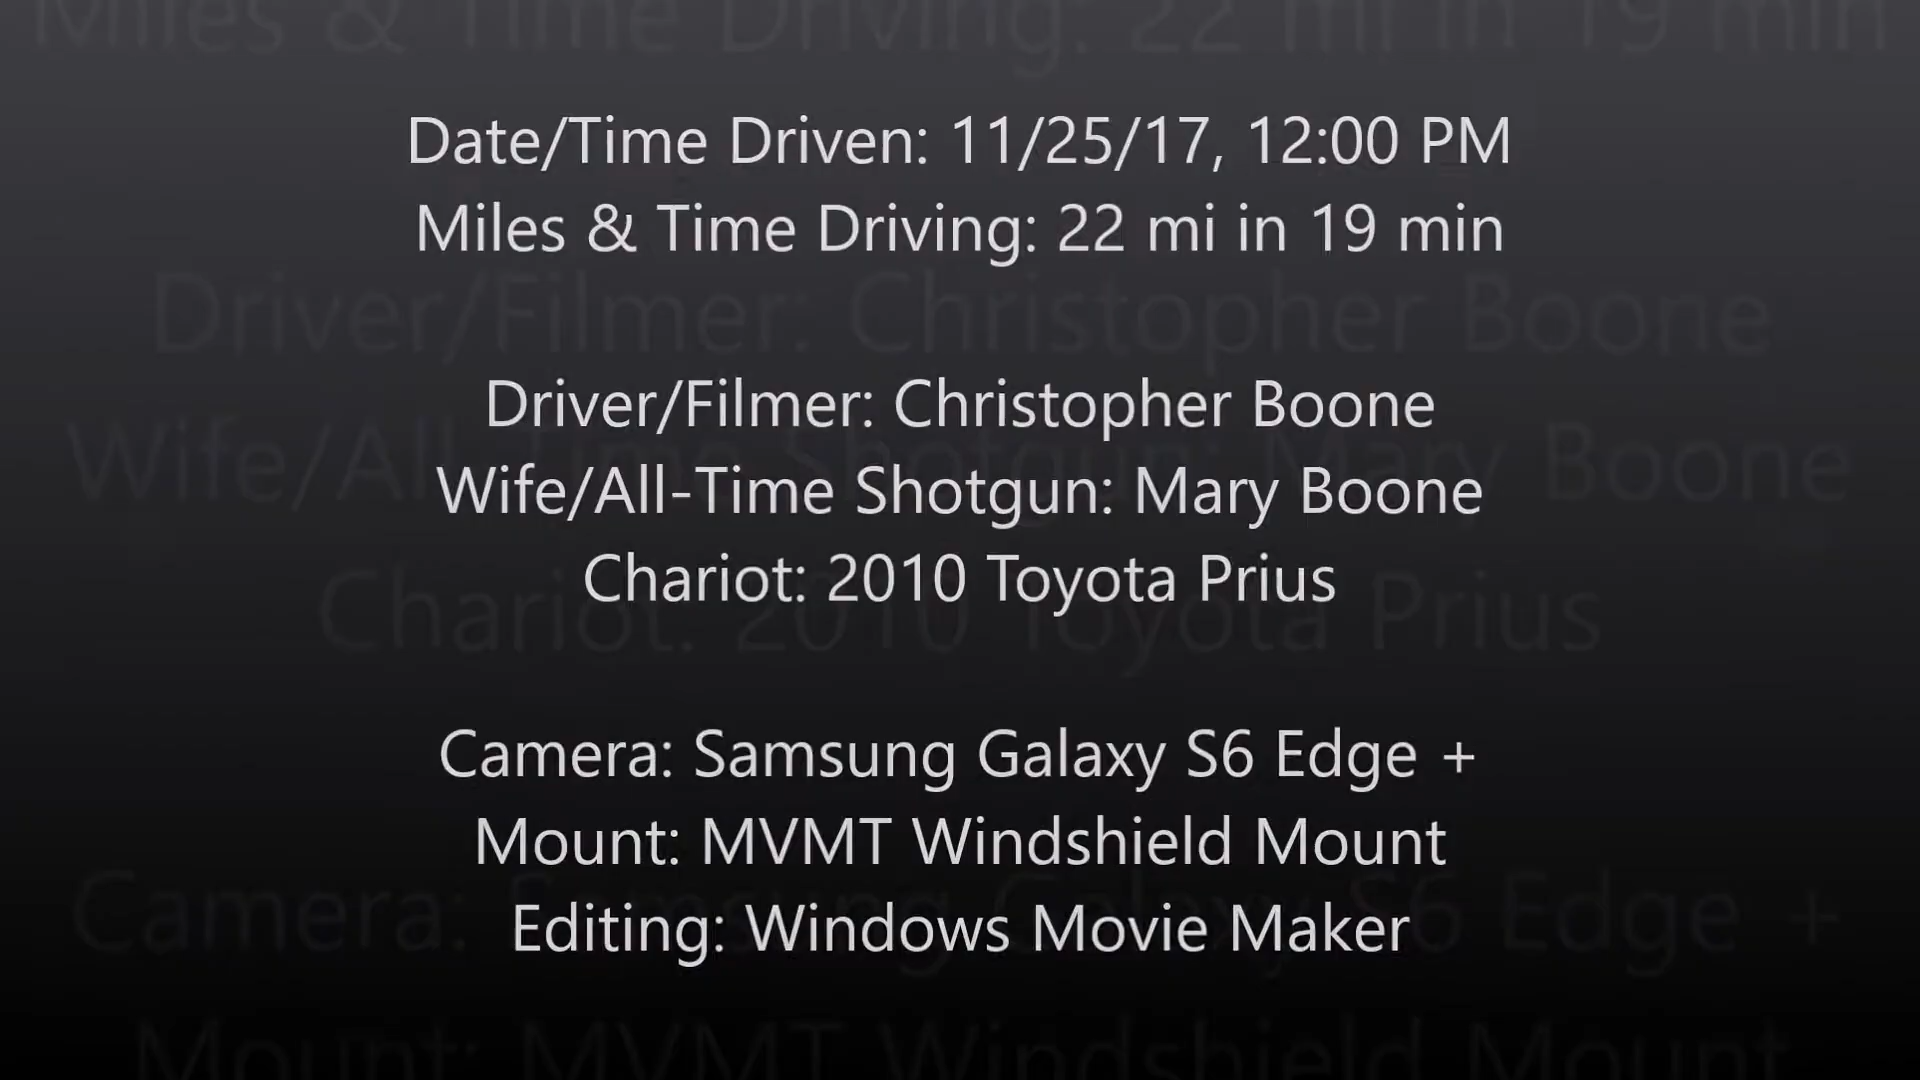 Date/Time Driven: 11/25/17, 12:00 PM
Miles & Time Driving: 22 mi in 19 min
Driver/Filmer: Christopher Boone
Wife/All-Time Shotgun: Mary Boone
Chariot: 2010 Toyota Prius
Camera: Samsung Galaxy S6 Edge +
Mount: MVMT Windshield Mount
Editing: Windows Movie Maker